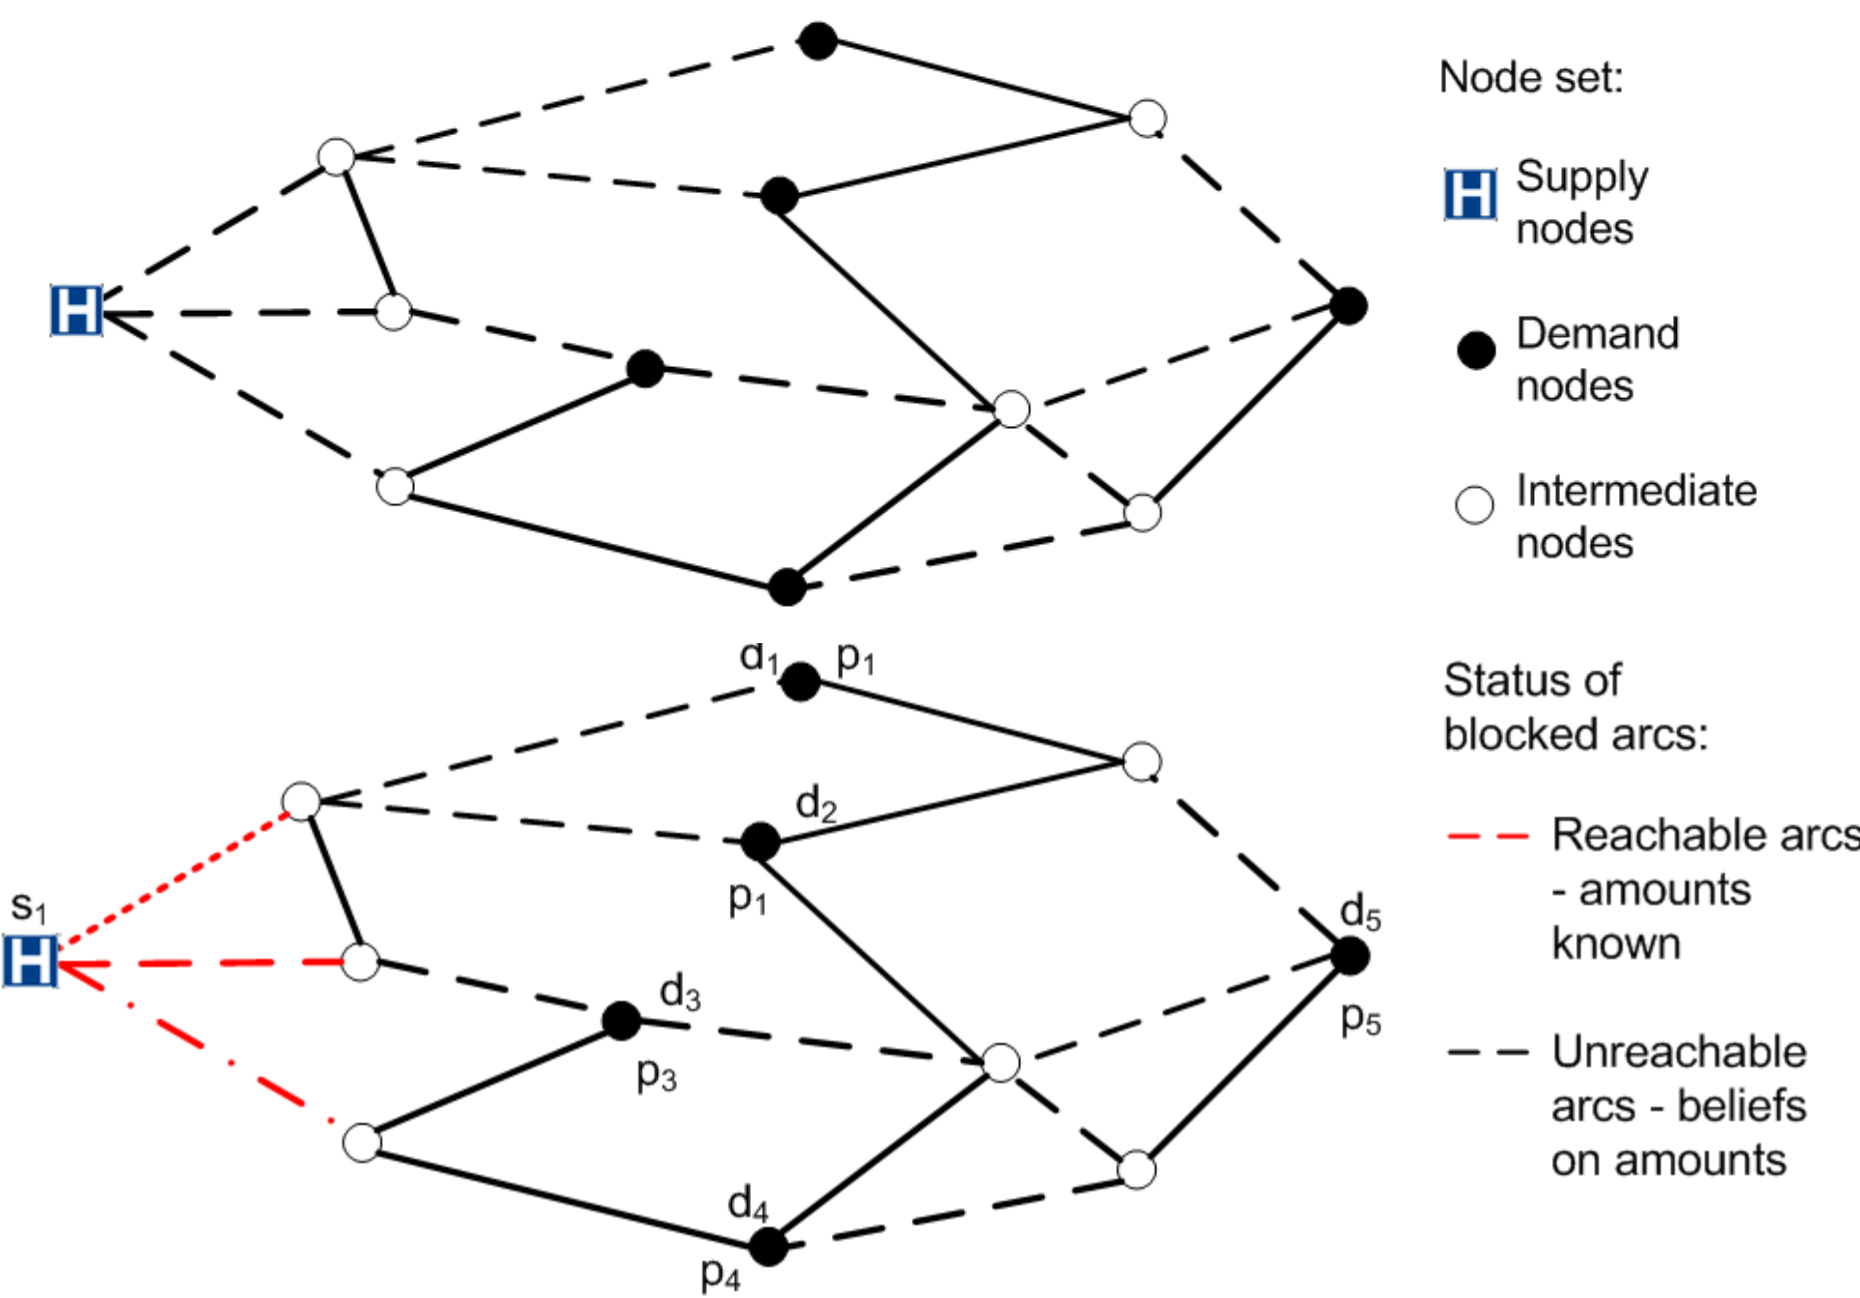 Node set:
H
Supply
nodes
H
Demand
nodes
Intermediate
nodes
d₁ p₁
Status of
blocked arcs:
d₂
Reachable arcs
- amounts
known
p₁
s₁
H
d₅
d₃
p₅
p₃
Unreachable
arcs - beliefs
on amounts
d₄
p₄